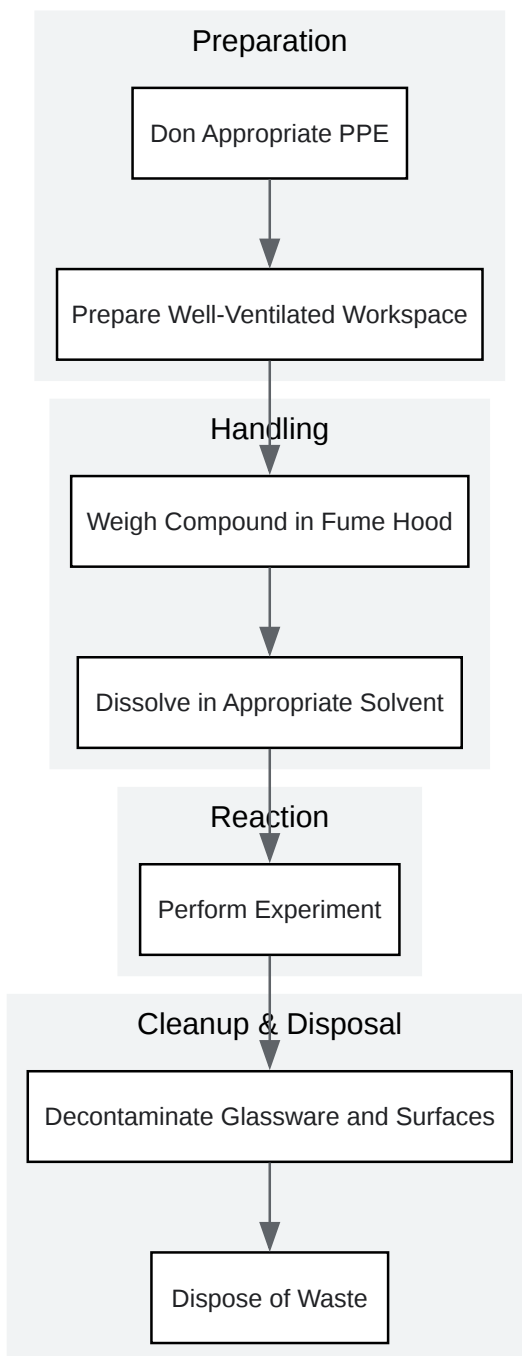 Preparation
Don Appropriate PPE
Prepare Well-Ventilated Workspace
Handling
Weigh Compound in Fume Hood
Dissolve in Appropriate Solvent
Reaction
Perform Experiment
Cleanup & Disposal
Decontaminate Glassware and Surfaces
Dispose of Waste